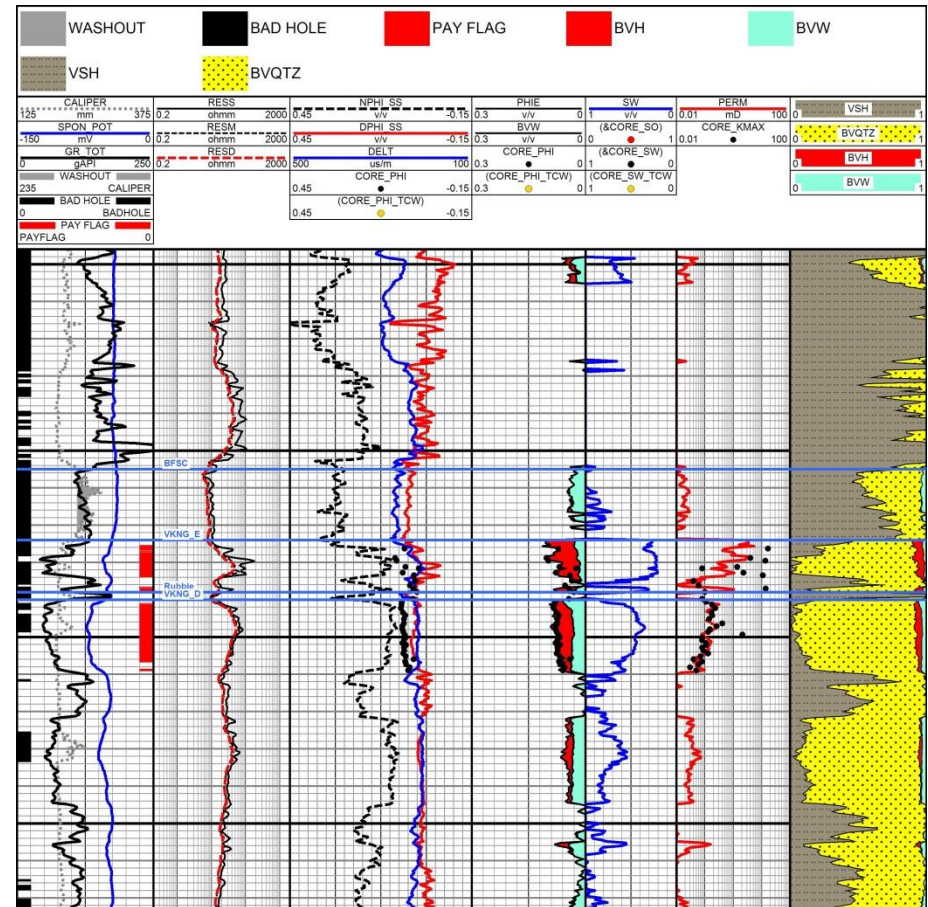 WASHOUT BAD HOLE PAY FLAG BVH BVW
VSH BVQTZ
CALIPER RESS NPHI_SS PHIE SW PERM VSH
125 mm 375 0.2 ohmm 2000 0.45 v/v -0.15 0.3 v/v 0 1 v/v 0 0.01 mD 100 0 1
SPON_POT RESM DPHI_SS BVW (&CORE_SO) CORE_KMAX BVQTZ
-150 mV 0 0.2 ohmm 2000 0.45 v/v -0.15 0.3 v/v 0 0 1 0.01 100 0 1
GR_TOT RESD DELT CORE_PHI (&CORE_SW) BVH
0 gAPI 250 0.2 ohmm 2000 500 us/m 100 0.3 0 1 0 0 1
WASHOUT CORE_PHI (CORE_PHI_TCW) (CORE_SW_TCW BVW
235 CALIPER 0.45 -0.15 0.3 0 1 0 0 1
BAD HOLE (CORE_PHI_TCW)
0 BADHOLE 0.45 -0.15
PAY FLAG
PAYFLAG 0
BFSC
VKNG_E
Rubble
VKNG_D